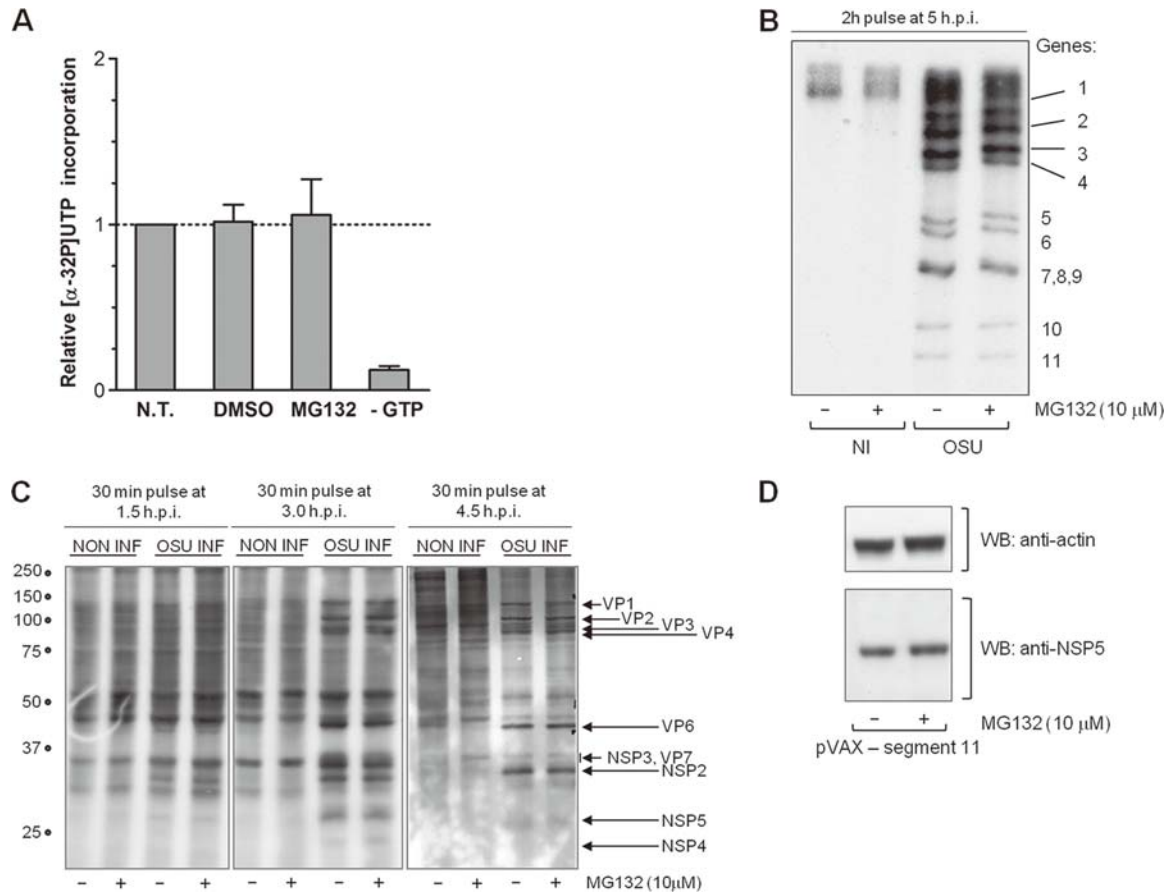 A
Relative [α-32P]UTP incorporation
2
1
0
N.T. DMSO MG132 - GTP
B
2h pulse at 5 h.p.i.
Genes:
1
2
3
4
5
6
7,8,9
10
11
− + − + MG132 (10 μM)
NI OSU
C
30 min pulse at 1.5 h.p.i.
30 min pulse at 3.0 h.p.i.
30 min pulse at 4.5 h.p.i.
NON INF OSU INF NON INF OSU INF NON INF OSU INF
250
150
100
75
50
37
25
VP1
VP2
VP3
VP4
VP6
NSP3, VP7
NSP2
NSP5
NSP4
− + − + − + − + − + − + MG132 (10μM)
D
WB: anti-actin
WB: anti-NSP5
− + MG132 (10 μM)
pVAX – segment 11